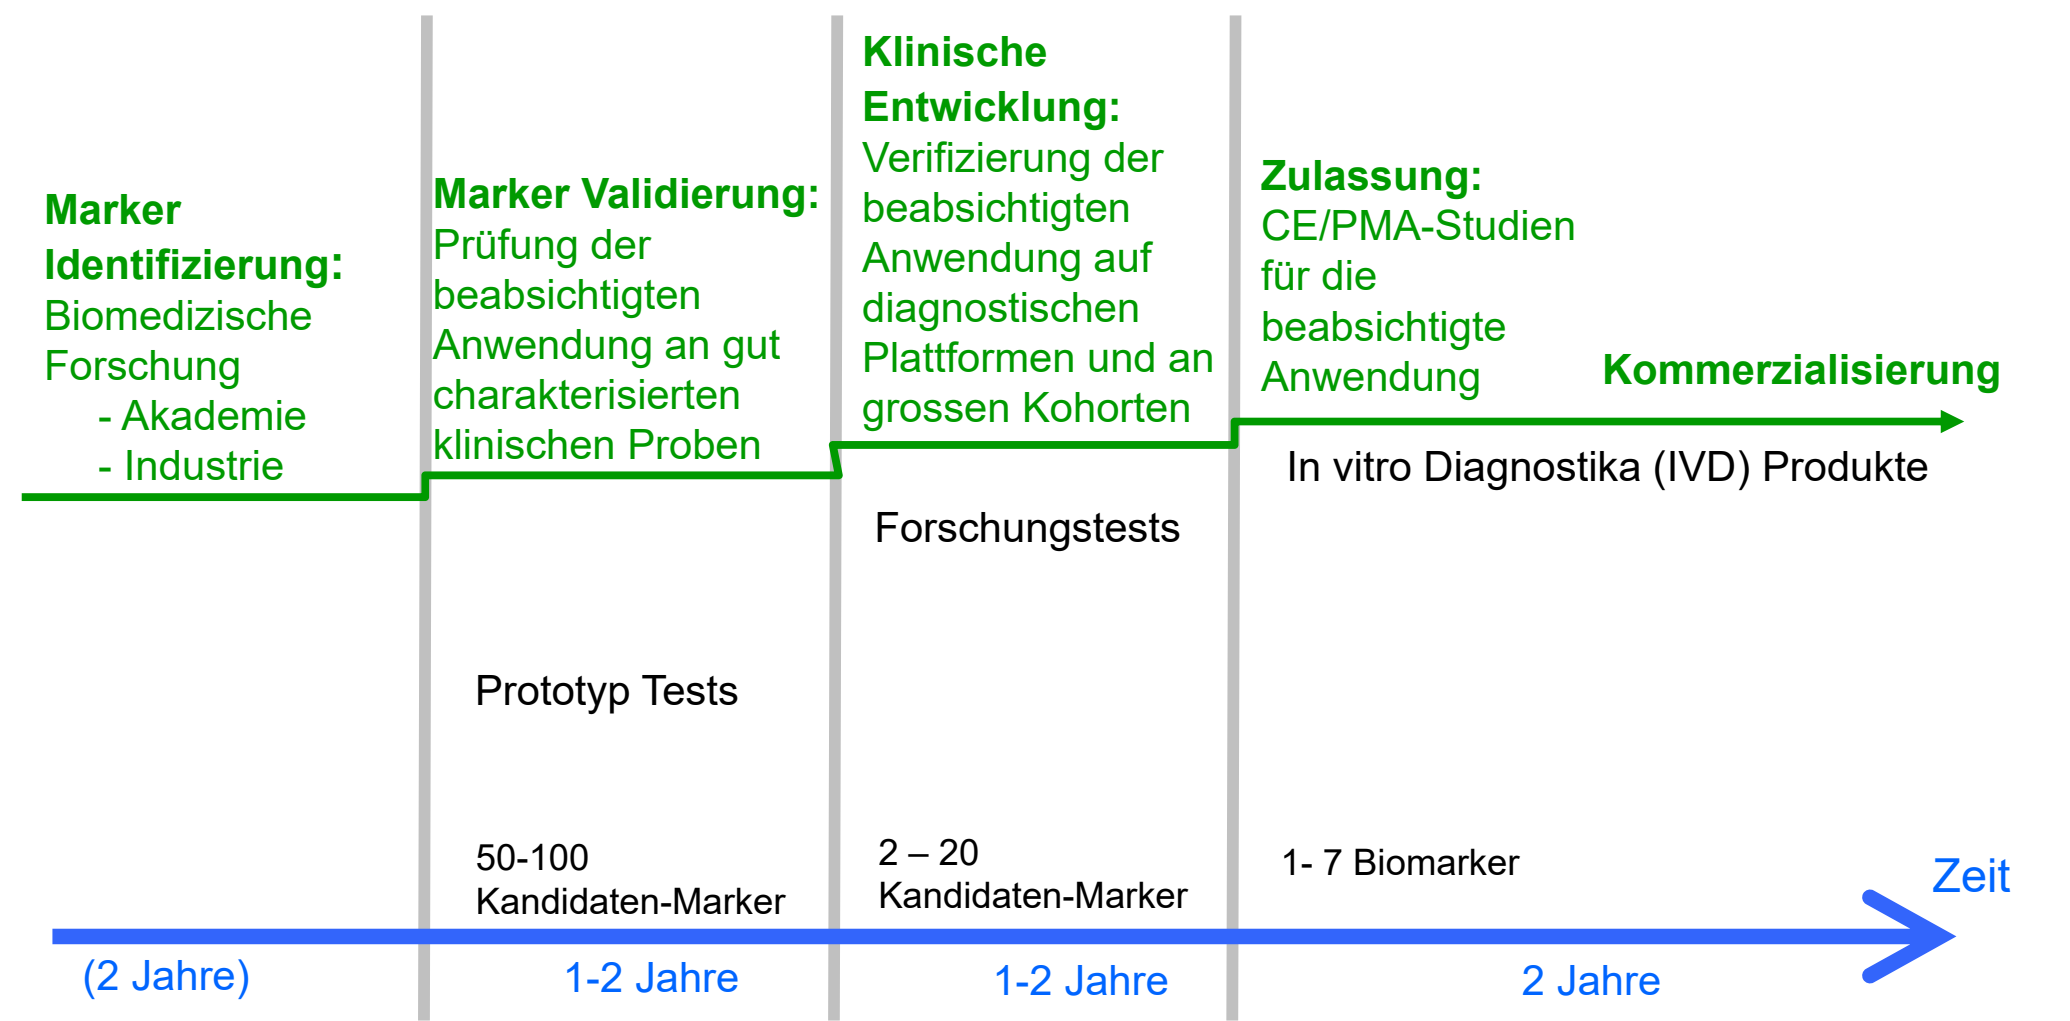 Marker
Identifizierung:
Biomedizische
Forschung
- Akademie
- Industrie
Marker Validierung:
Prüfung der
beabsichtigten
Anwendung an gut
charakterisierten
klinischen Proben
Klinische
Entwicklung:
Verifizierung der
beabsichtigten
Anwendung auf
diagnostischen
Plattformen und an
grossen Kohorten
Zulassung:
CE/PMA-Studien
für die
beabsichtigte
Anwendung
Kommerzialisierung
In vitro Diagnostika (IVD) Produkte
Forschungstests
Prototyp Tests
50-100
Kandidaten-Marker
2 – 20
Kandidaten-Marker
1- 7 Biomarker
Zeit
(2 Jahre)
1-2 Jahre
1-2 Jahre
2 Jahre